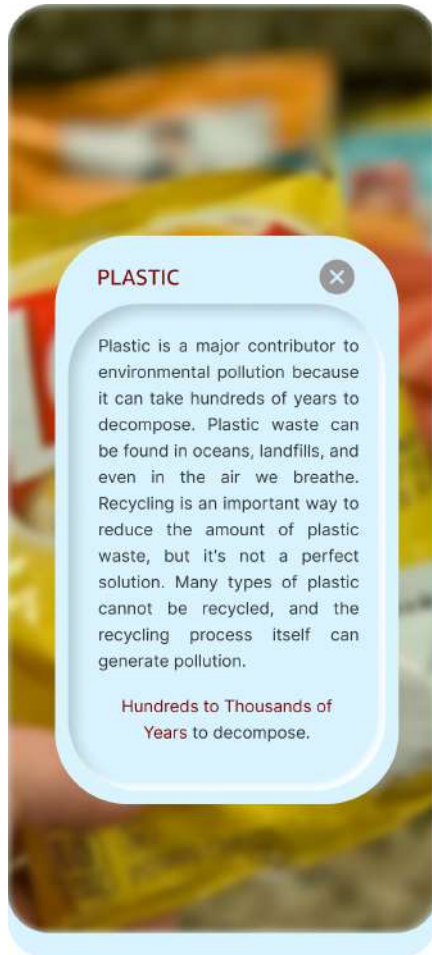 PLASTIC
Plastic is a major contributor to
environmental pollution because
it can take hundreds of years to
decompose. Plastic waste can
be found in oceans, landfills, and
even in the air we breathe.
Recycling is an important way to
reduce the amount of plastic
waste, but it's not a perfect
solution. Many types of plastic
cannot be recycled, and the
recycling process itself can
generate pollution.
Hundreds to Thousands of
Years to decompose.